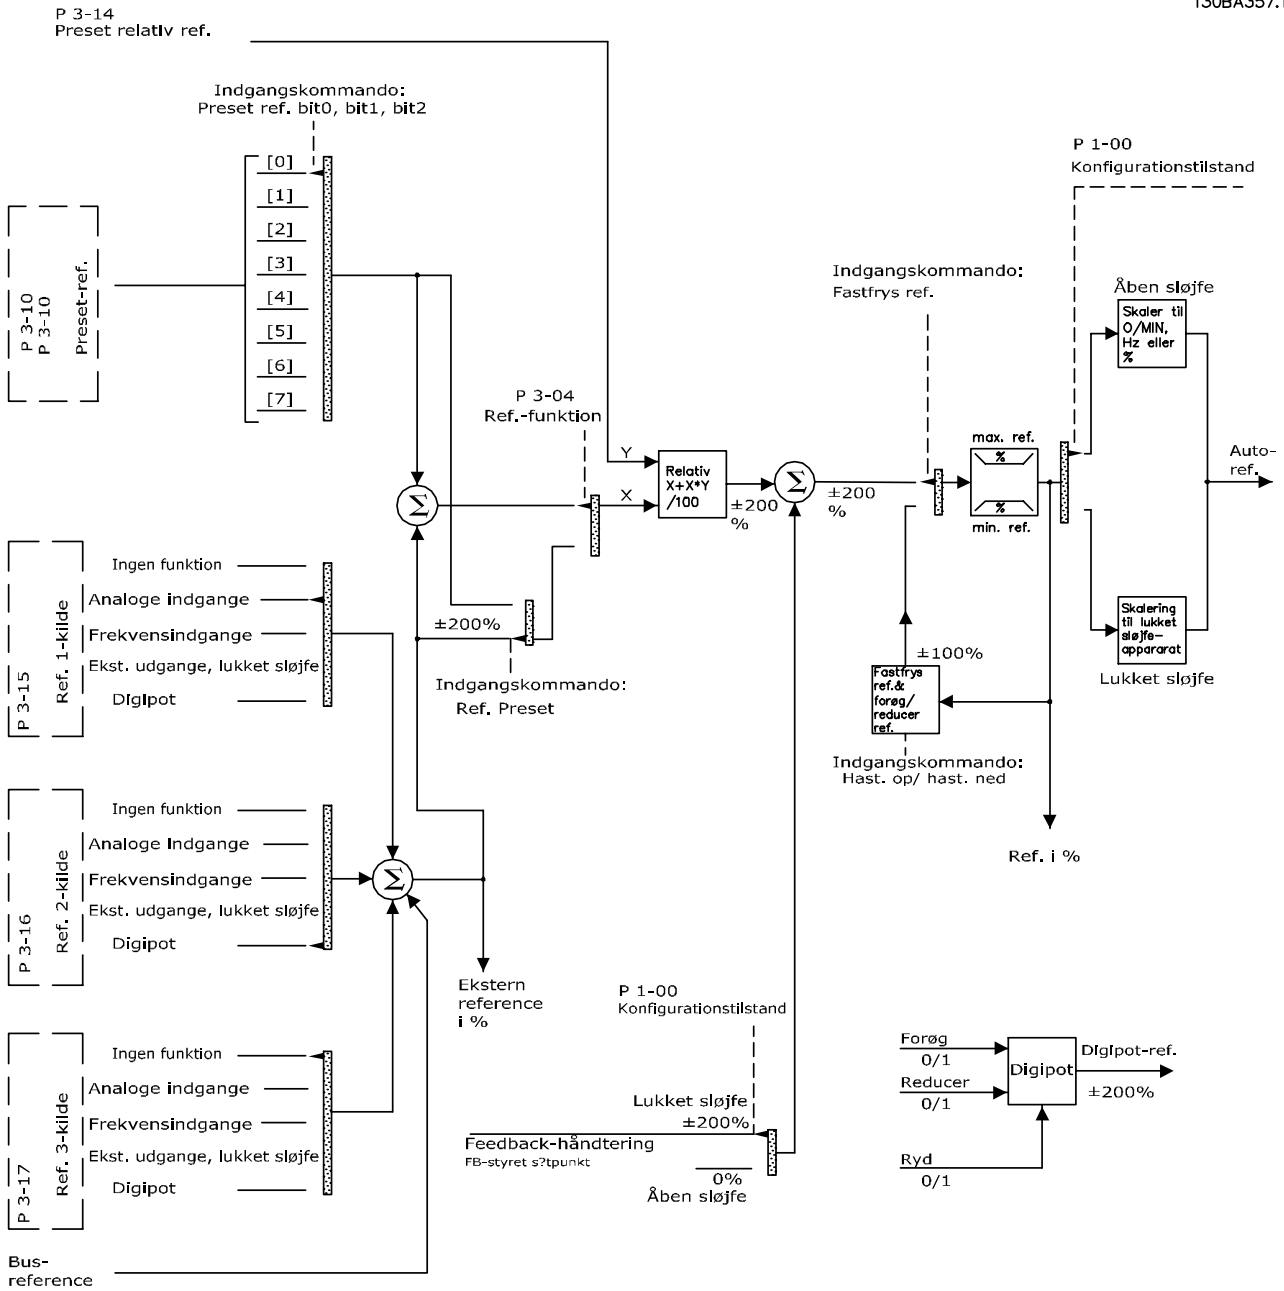 130BA357.1
P 3-14
Preset relativ ref.
Indgangskommando:
Preset ref. bit0, bit1, bit2
[0]
[1]
[2]
[3]
[4]
[5]
[6]
[7]
P 3-10
P 3-10
Preset-ref.
P 1-00
Konfigurationstilstand
Indgangskommando:
Fastfrys ref.
Åben sløjfe
Skaler til
O/MIN,
Hz eller
%
P 3-04
Ref.-funktion
Y
X
Relativ
X+X*Y
/100
±200
%
Σ
Σ
±200
%
max. ref.
%
%
min. ref.
Auto-
ref.
P 3-15
Ref. 1-kilde
Ingen funktion
Analoge indgange
Frekvensindgange
Ekst. udgange, lukket sløjfe
Digipot
±200%
Indgangskommando:
Ref. Preset
±100%
Fastfrys
ref.&
forøg/
reducer
ref.
Indgangskommando:
Hast. op/ hast. ned
Skalering
til lukket
sløjfe-
appararat
Lukket sløjfe
Ref. i %
P 3-16
Ref. 2-kilde
Ingen funktion
Analoge indgange
Frekvensindgange
Ekst. udgange, lukket sløjfe
Digipot
Σ
Ekstern
reference
i %
P 1-00
Konfigurationstilstand
Lukket sløjfe
±200%
Feedback-håndtering
FB-styret s?tpunkt
0%
Åben sløjfe
Forøg
0/1
Reducer
0/1
Ryd
0/1
Digipot
Digipot-ref.
±200%
P 3-17
Ref. 3-kilde
Ingen funktion
Analoge indgange
Frekvensindgange
Ekst. udgange, lukket sløjfe
Digipot
Bus-
reference